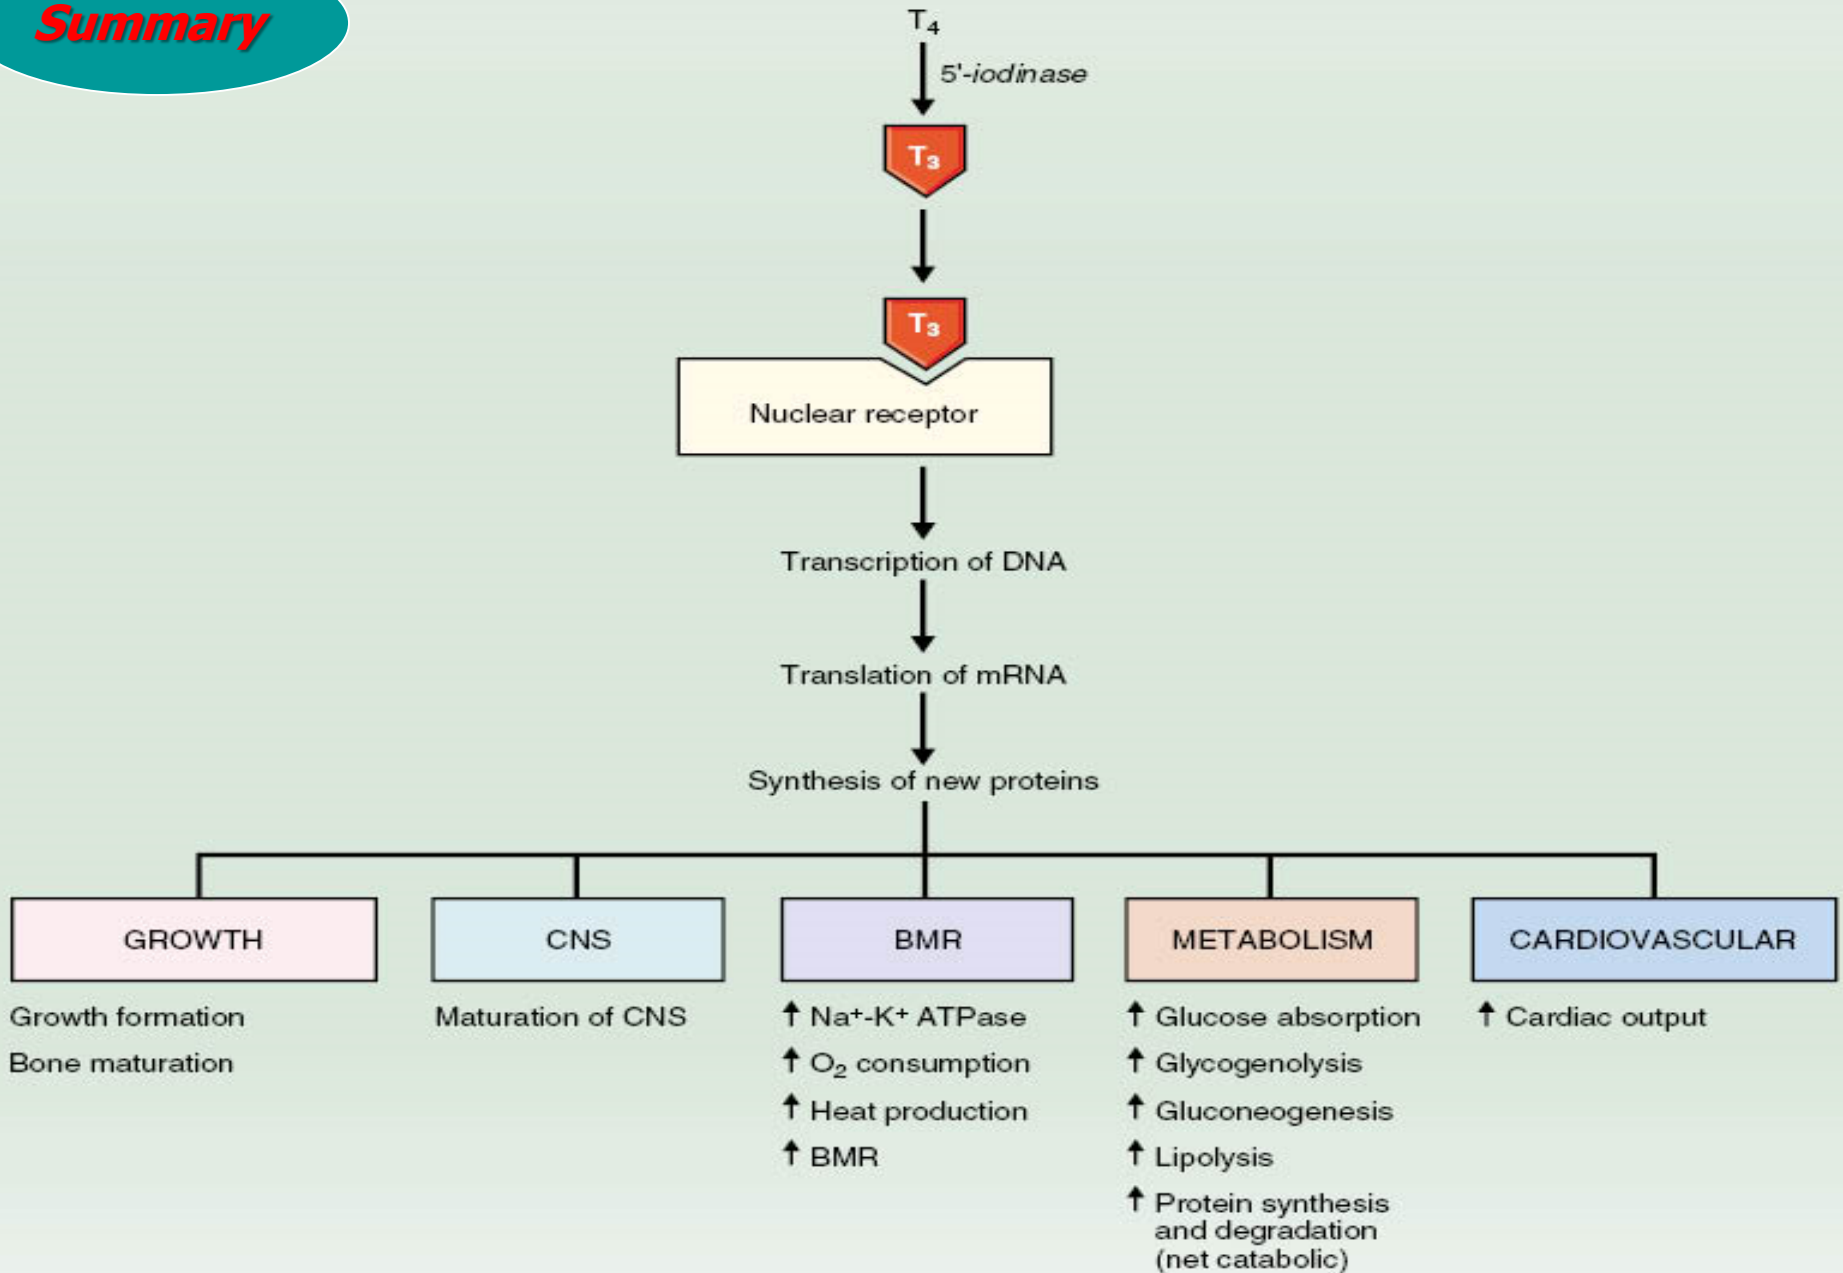 Summary
T₄
5'-iodinase
T₃
T₃
Nuclear receptor
Transcription of DNA
Translation of mRNA
Synthesis of new proteins
GROWTH
Growth formation
Bone maturation
CNS
Maturation of CNS
BMR
↑ Na⁺-K⁺ ATPase
↑ O₂ consumption
↑ Heat production
↑ BMR
METABOLISM
↑ Glucose absorption
↑ Glycogenolysis
↑ Gluconeogenesis
↑ Lipolysis
↑ Protein synthesis
and degradation
(net catabolic)
CARDIOVASCULAR
↑ Cardiac output